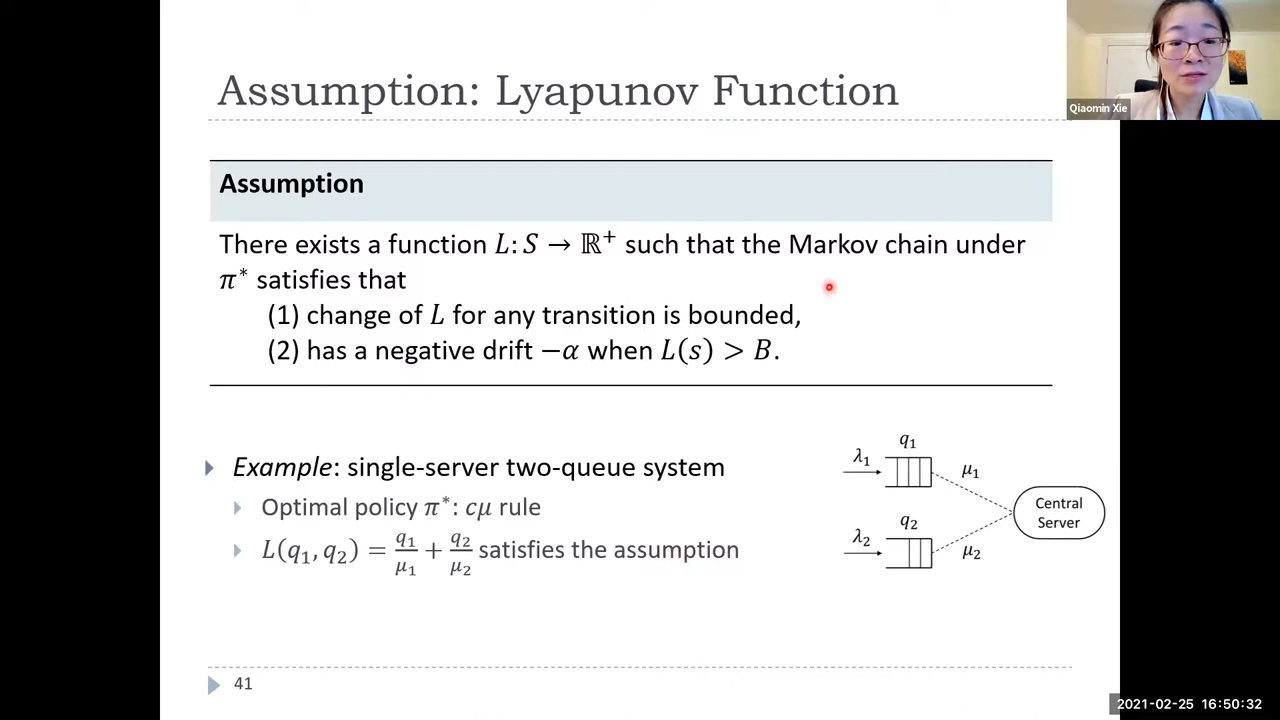 Assumption: Lyapunov Function
Qiaomin Xie
Assumption
There exists a function L: S → ℝ⁺ such that the Markov chain under
π* satisfies that
(1) change of L for any transition is bounded,
(2) has a negative drift −α when L(s) > B.
Example: single-server two-queue system
Optimal policy π*: cμ rule
L(q₁, q₂) = q₁/μ₁ + q₂/μ₂ satisfies the assumption
q₁
λ₁
μ₁
Central
Server
q₂
λ₂
μ₂
41
2021-02-25 16:50:32